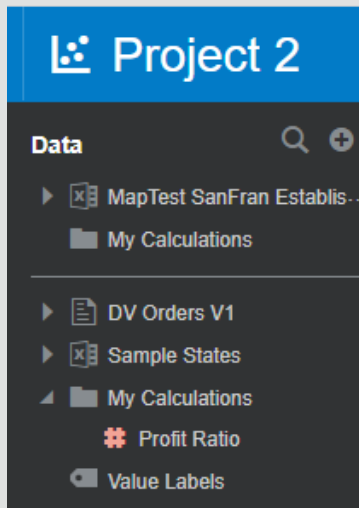 Project 2
Data
MapTest SanFran Establis...
My Calculations
DV Orders V1
Sample States
My Calculations
Profit Ratio
Value Labels